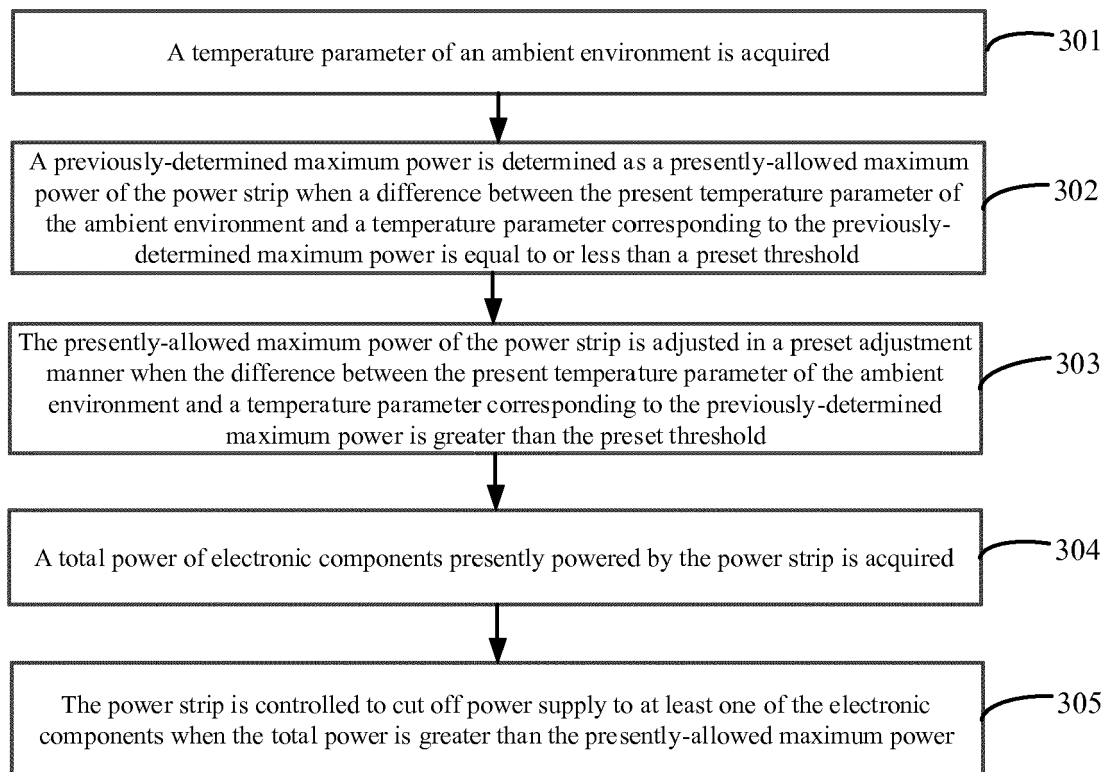 A temperature parameter of an ambient environment is acquired
301
A previously-determined maximum power is determined as a presently-allowed maximum
power of the power strip when a difference between the present temperature parameter of
the ambient environment and a temperature parameter corresponding to the previously-
determined maximum power is equal to or less than a preset threshold
302
The presently-allowed maximum power of the power strip is adjusted in a preset adjustment
manner when the difference between the present temperature parameter of the ambient
environment and a temperature parameter corresponding to the previously-determined
maximum power is greater than the preset threshold
303
A total power of electronic components presently powered by the power strip is acquired
304
The power strip is controlled to cut off power supply to at least one of the electronic
components when the total power is greater than the presently-allowed maximum power
305